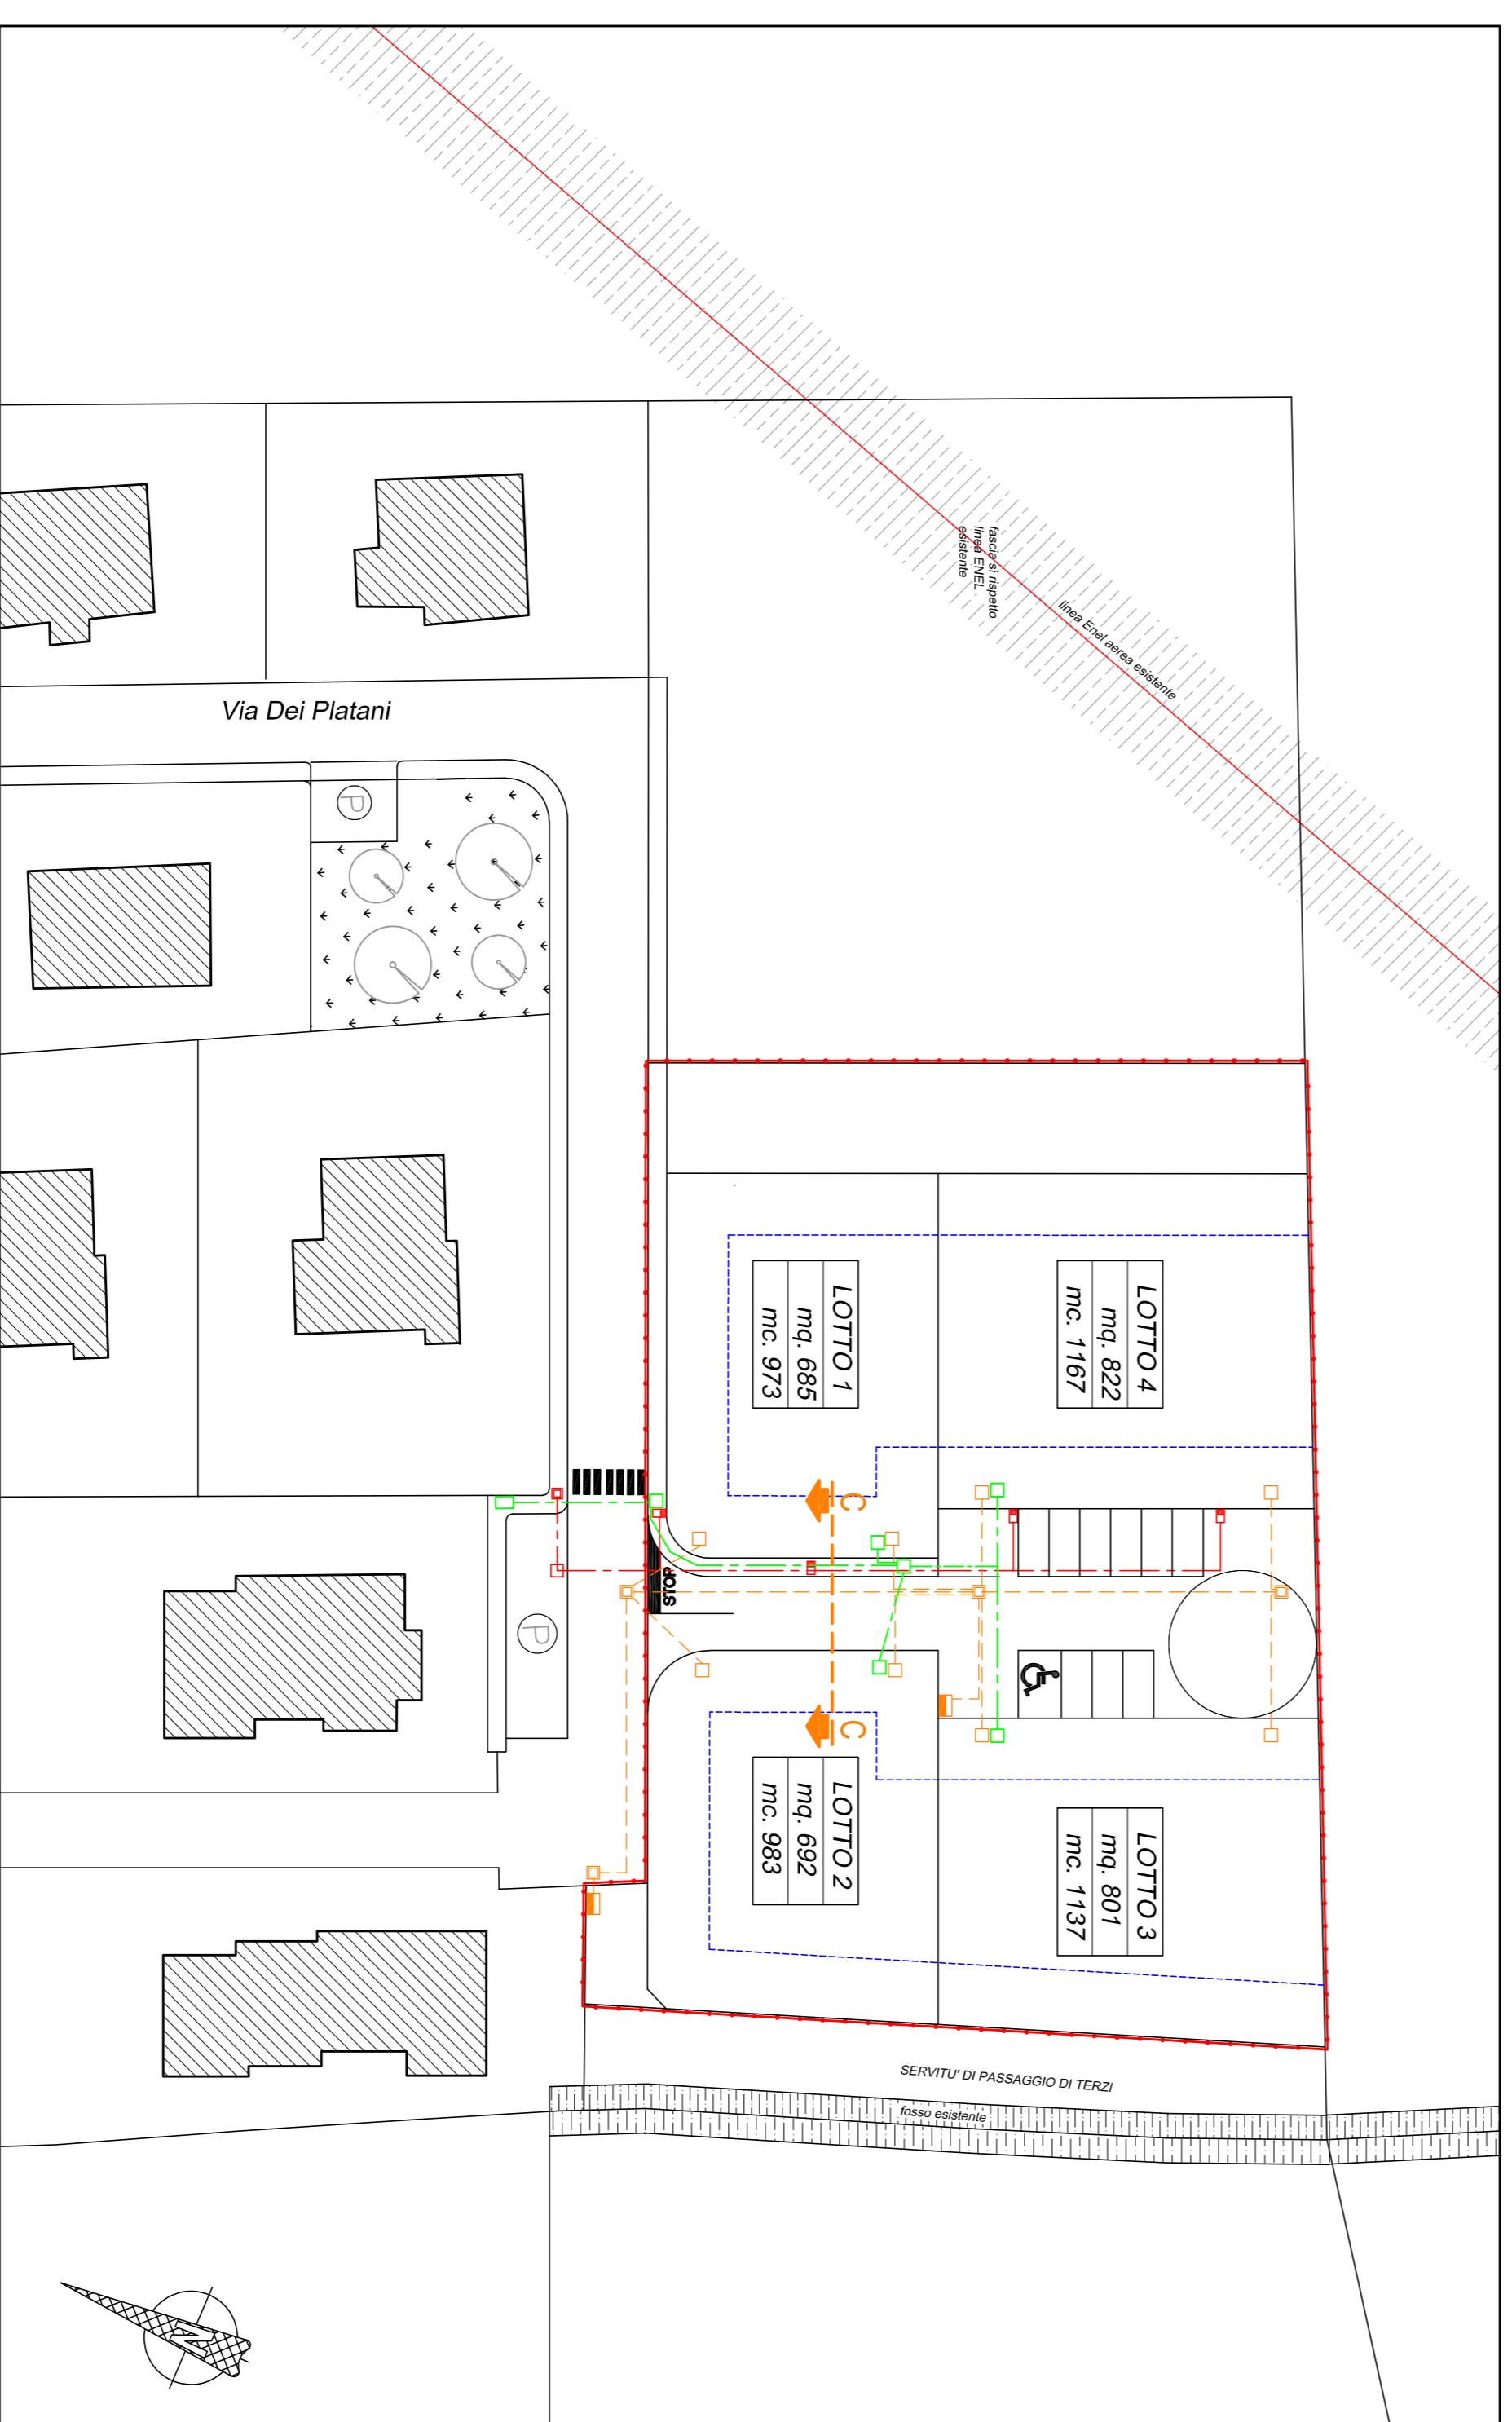 fascia si rispetto
linea ENEL
esistente
linea Enel aerea esistente
Via Dei Platani
P
LOTTO 1
mq. 685
mc. 973
LOTTO 4
mq. 822
mc. 1167
C
STOP
P
C
LOTTO 2
mq. 692
mc. 983
LOTTO 3
mq. 801
mc. 1137
SERVITU' DI PASSAGGIO DI TERZI
fosso esistente
N